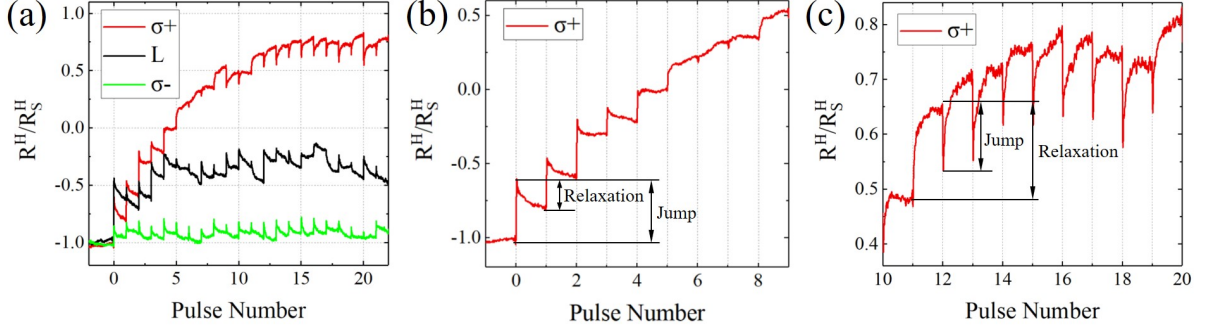 (a)
R^H/R_S^H
1.0
0.5
0.0
-0.5
-1.0
σ+
L
σ-
0 5 10 15 20
Pulse Number
(b)
R^H/R_S^H
0.5
0.0
-0.5
-1.0
σ+
Relaxation
Jump
0 2 4 6 8
Pulse Number
(c)
R^H/R_S^H
0.8
0.7
0.6
0.5
0.4
σ+
Jump
Relaxation
10 12 14 16 18 20
Pulse Number